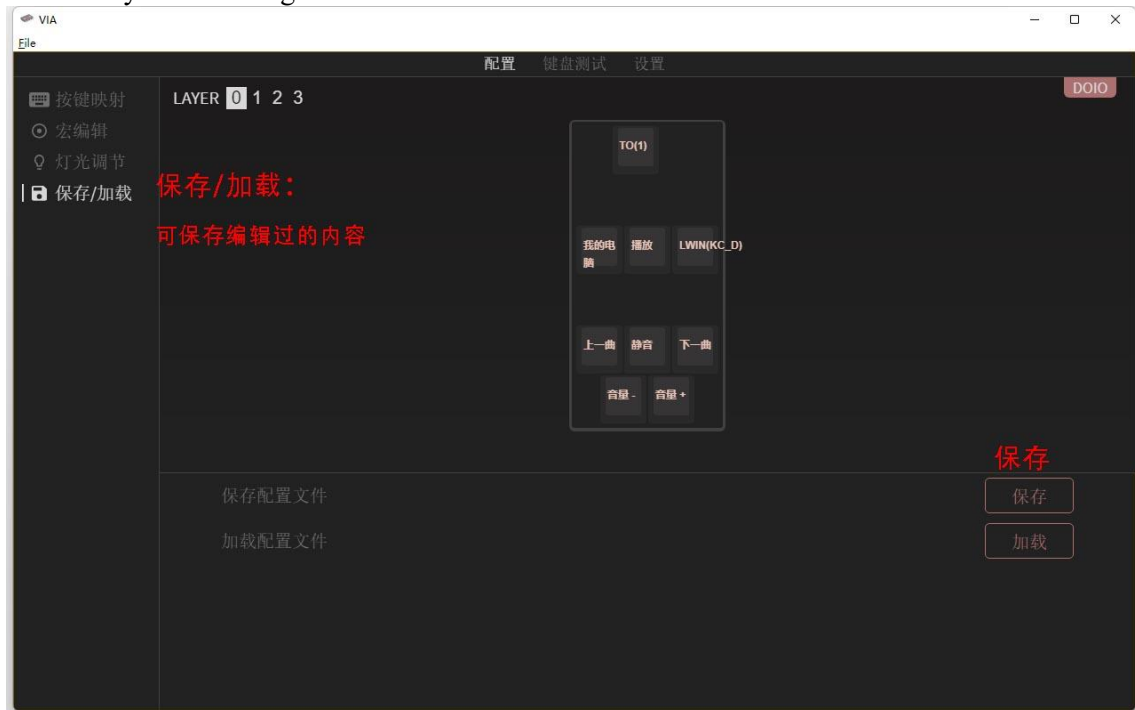 VIA
File
配置 键盘测试 设置
按键映射
LAYER 0 1 2 3
DOIO
宏编辑
灯光调节
保存/加载
保存/加载：
可保存编辑过的内容
TO(1)
我的电脑 播放 LWIN(KC_D)
上一曲 静音 下一曲
音量 - 音量 +
保存
保存配置文件 保存
加载配置文件 加载